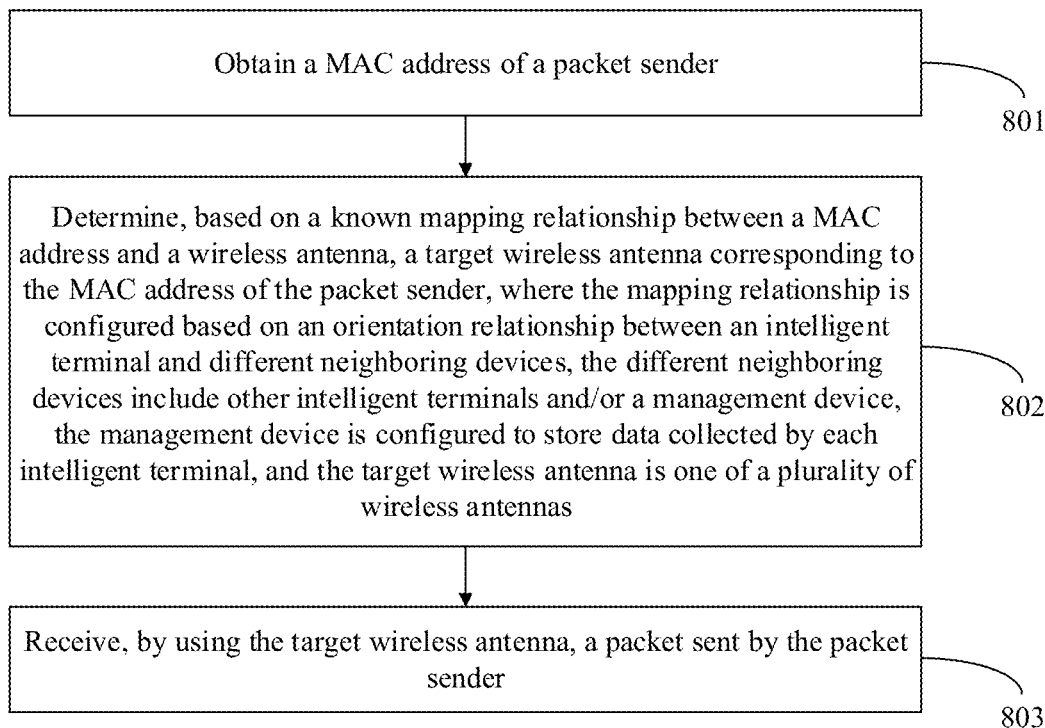 Obtain a MAC address of a packet sender
801
Determine, based on a known mapping relationship between a MAC
address and a wireless antenna, a target wireless antenna corresponding to
the MAC address of the packet sender, where the mapping relationship is
configured based on an orientation relationship between an intelligent
terminal and different neighboring devices, the different neighboring
devices include other intelligent terminals and/or a management device,
the management device is configured to store data collected by each
intelligent terminal, and the target wireless antenna is one of a plurality of
wireless antennas
802
Receive, by using the target wireless antenna, a packet sent by the packet
sender
803